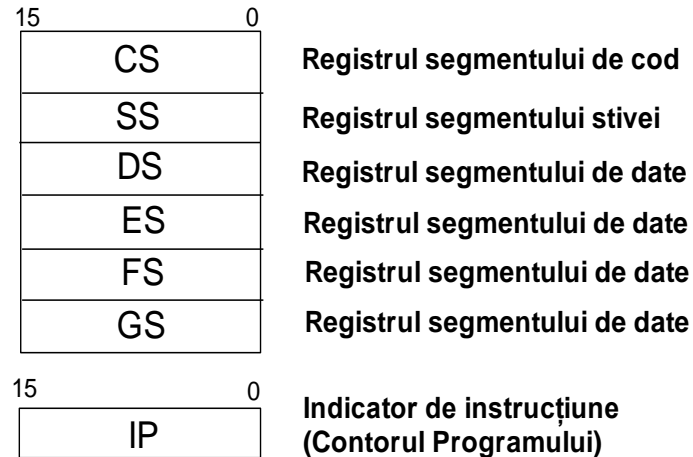 15 0
CS Registrul segmentului de cod
SS Registrul segmentului stivei
DS Registrul segmentului de date
ES Registrul segmentului de date
FS Registrul segmentului de date
GS Registrul segmentului de date
15 0
Indicator de instrucțiune
IP (Contorul Programului)